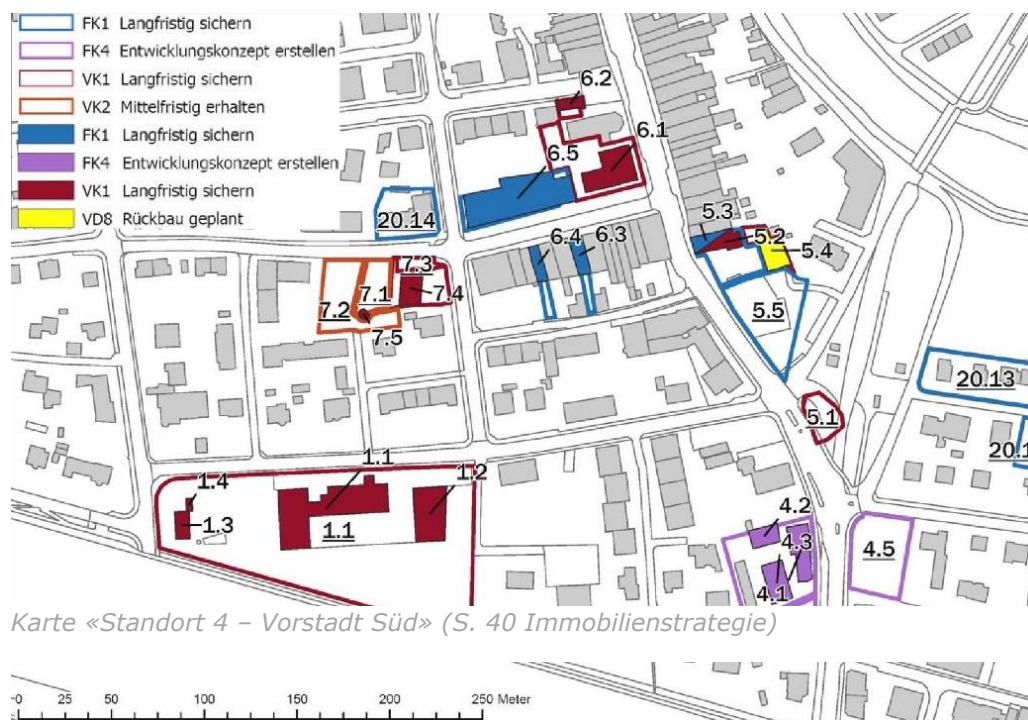 FK1 Langfristig sichern
FK4 Entwicklungskonzept erstellen
VK1 Langfristig sichern
VK2 Mittelfristig erhalten
FK1 Langfristig sichern
FK4 Entwicklungskonzept erstellen
VK1 Langfristig sichern
VD8 Rückbau geplant
6.2
6.1
6.5
20.14
5.3
5.2
5.4
6.4
6.3
7.3
7.1
7.2
7.4
7.5
5.5
20.13
5.1
20.1
1.1
1.2
1.4
1.3
1.1
4.2
4.3
4.5
4.1
Karte «Standort 4 – Vorstadt Süd» (S. 40 Immobilienstrategie)
0 25 50 100 150 200 250 Meter